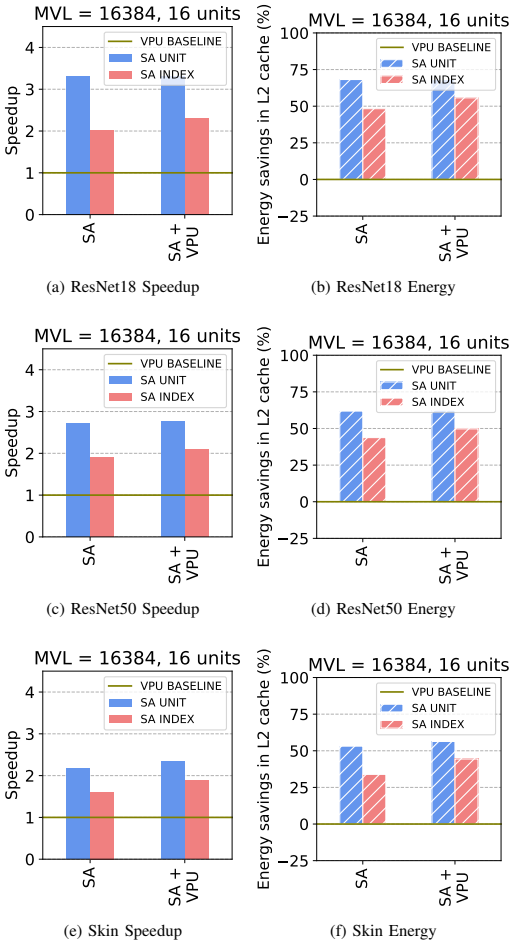 MVL = 16384, 16 units
Speedup
4
3
2
1
0
VPU BASELINE
SA UNIT
SA INDEX
SA
SA +
VPU
(a) ResNet18 Speedup
MVL = 16384, 16 units
Energy savings in L2 cache (%)
100
75
50
25
0
−25
VPU BASELINE
SA UNIT
SA INDEX
SA
SA +
VPU
(b) ResNet18 Energy
MVL = 16384, 16 units
Speedup
4
3
2
1
0
VPU BASELINE
SA UNIT
SA INDEX
SA
SA +
VPU
(c) ResNet50 Speedup
MVL = 16384, 16 units
Energy savings in L2 cache (%)
100
75
50
25
0
−25
VPU BASELINE
SA UNIT
SA INDEX
SA
SA +
VPU
(d) ResNet50 Energy
MVL = 16384, 16 units
Speedup
4
3
2
1
0
VPU BASELINE
SA UNIT
SA INDEX
SA
SA +
VPU
(e) Skin Speedup
MVL = 16384, 16 units
Energy savings in L2 cache (%)
100
75
50
25
0
−25
VPU BASELINE
SA UNIT
SA INDEX
SA
SA +
VPU
(f) Skin Energy